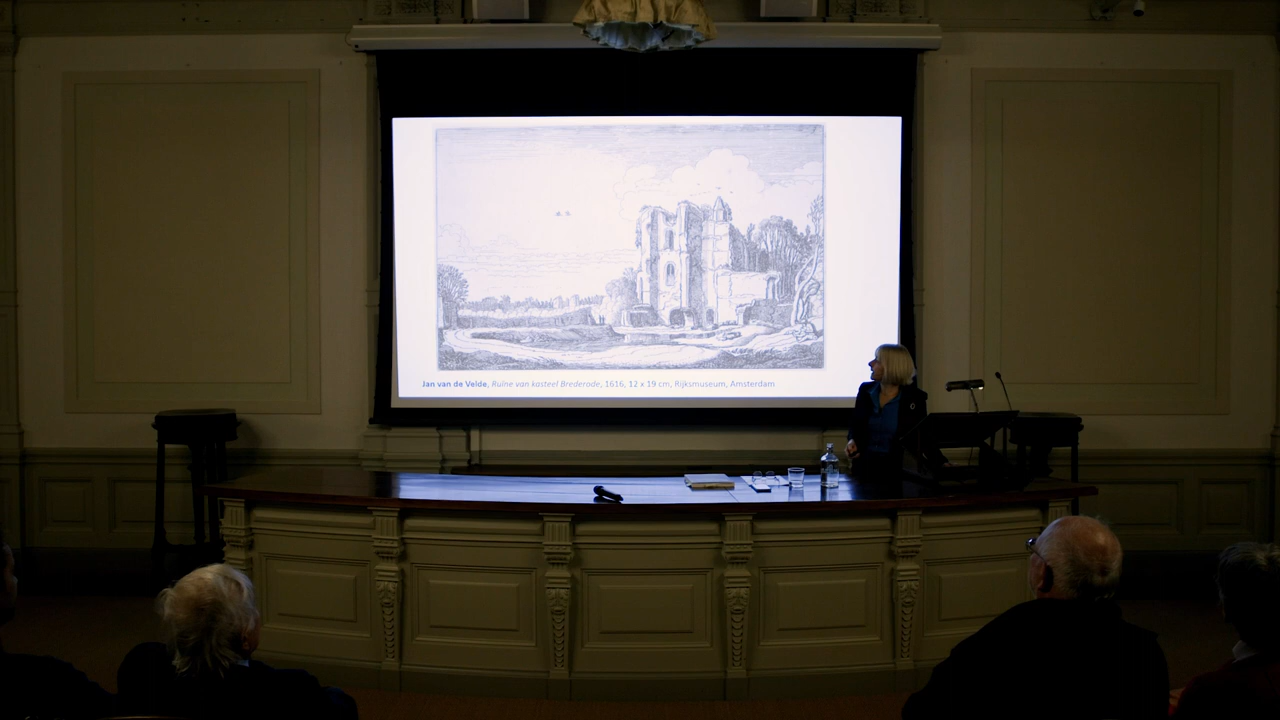 Jan van de Velde, Ruïne van kasteel Brederode, 1616, 12 x 19 cm, Rijksmuseum, Amsterdam